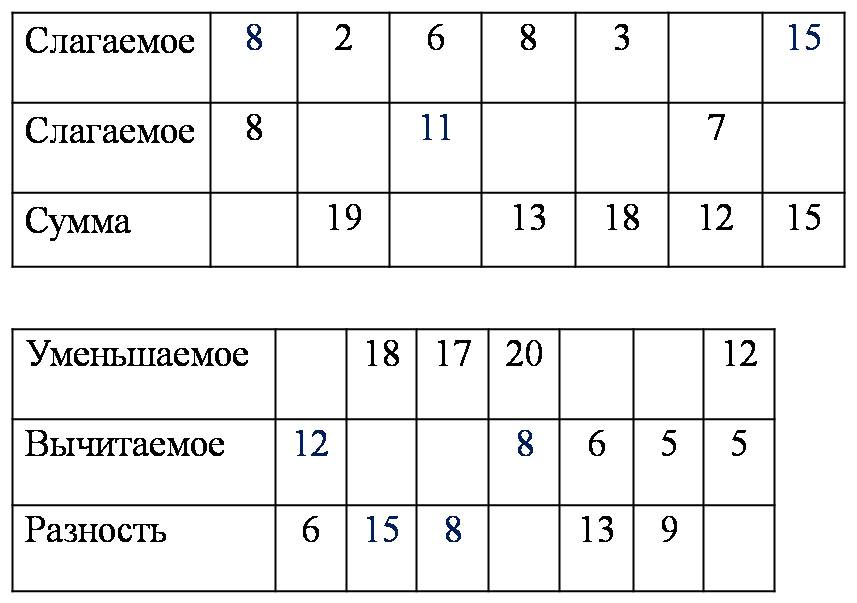 Слагаемое 8 2 6 8 3 15
Слагаемое 8 11 7
Сумма 19 13 18 12 15
Уменьшаемое 18 17 20 12
Вычитаемое 12 8 6 5 5
Разность 6 15 8 13 9